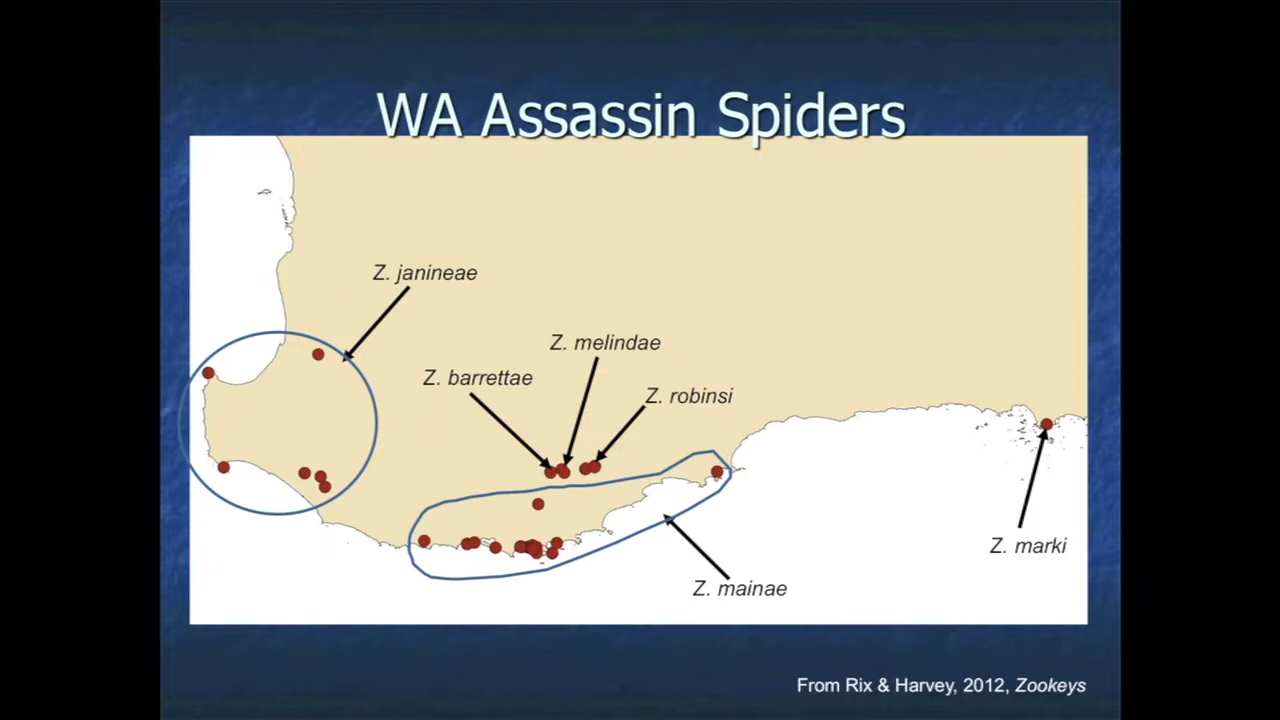 WA Assassin Spiders
Z. janineae
Z. melindae
Z. barrettae
Z. robinsi
Z. marki
Z. mainae
From Rix & Harvey, 2012, Zookeys